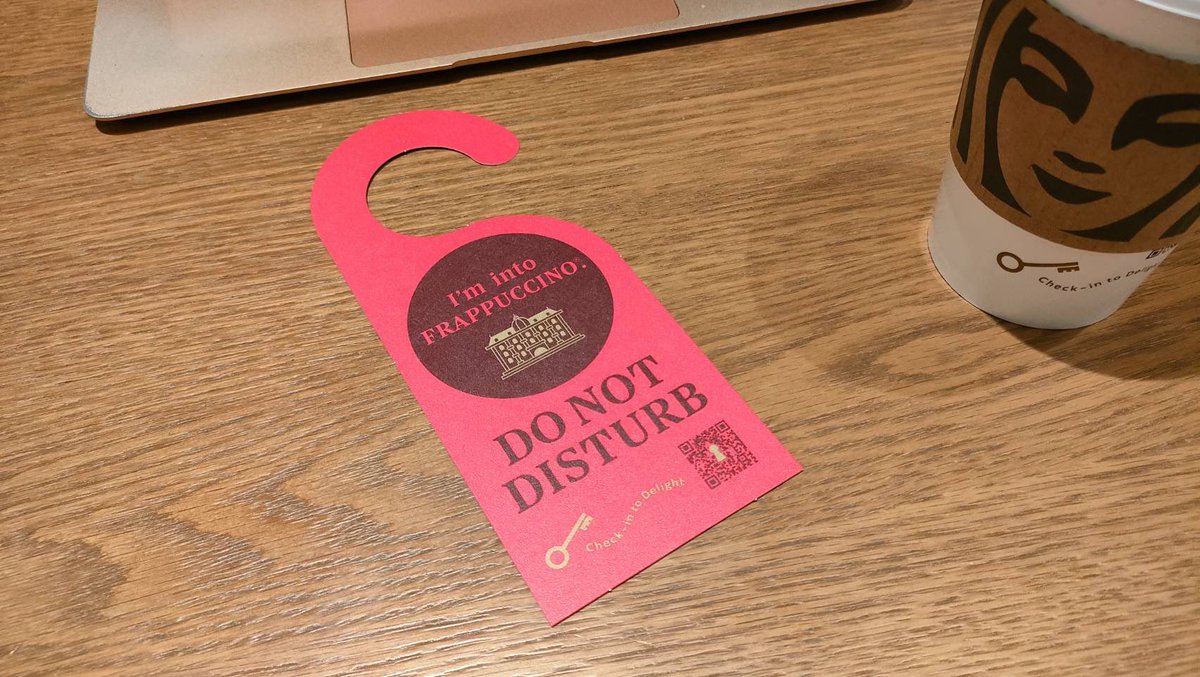 I'm into
FRAPPUCCINO®.
DO NOT
DISTURB
Check-in to Delight
Check-in to Delight